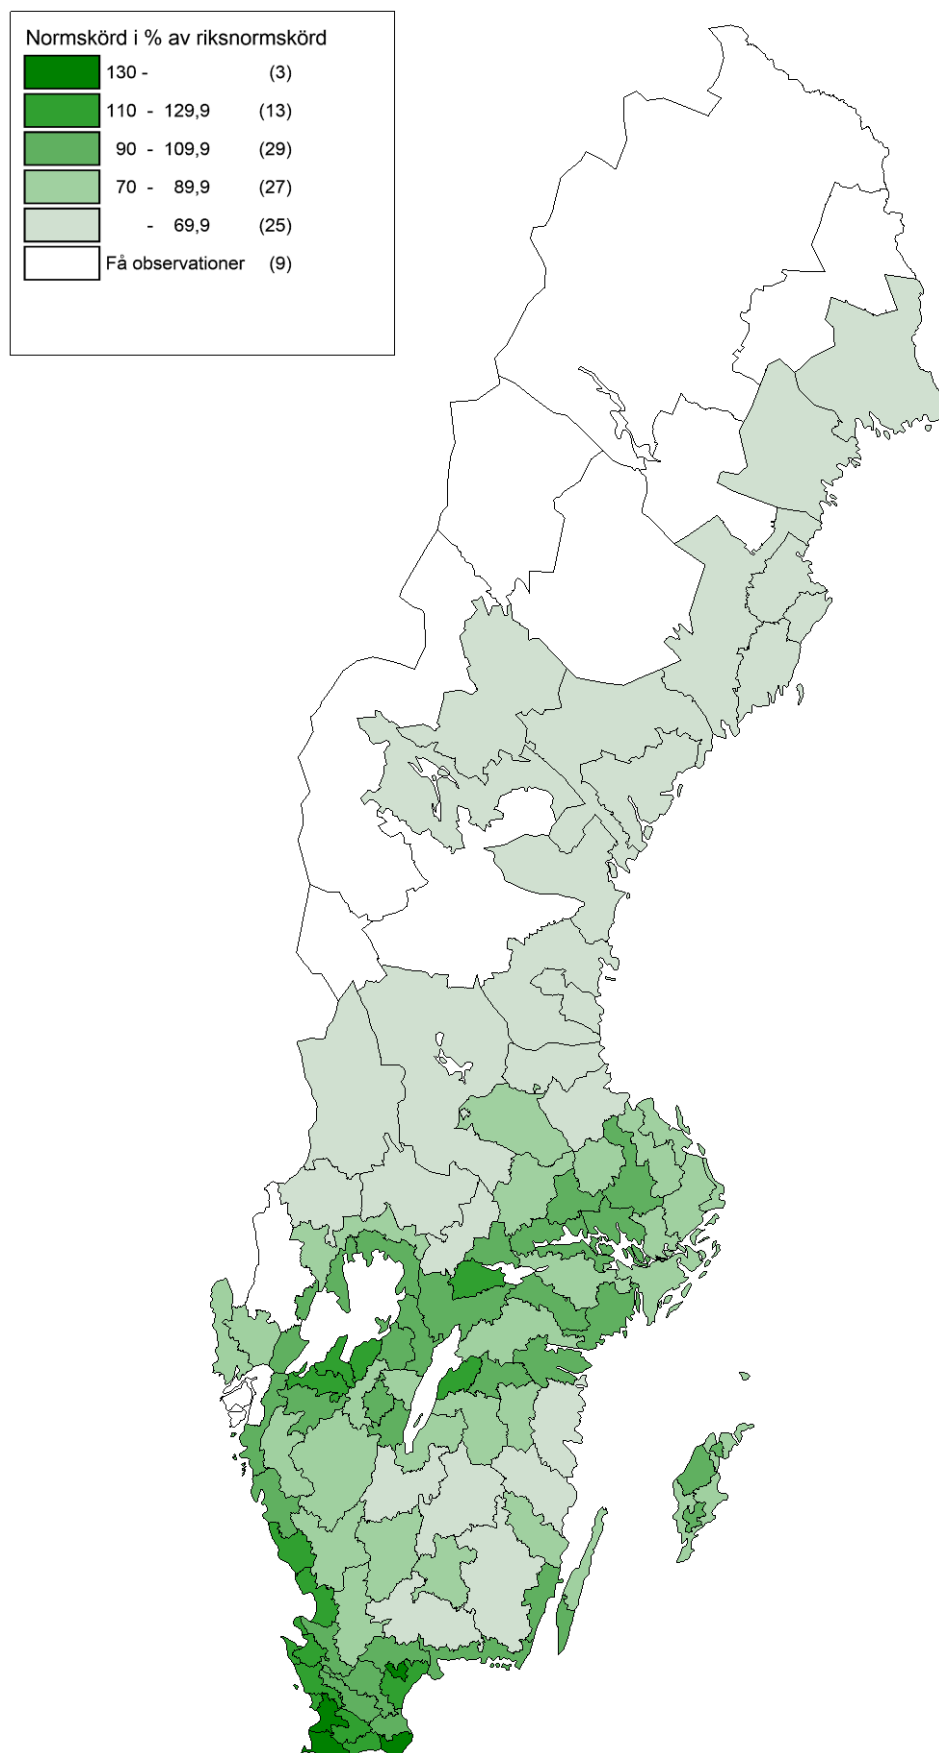 Normskörd i % av riksnormskörd
130 - (3)
110 - 129,9 (13)
90 - 109,9 (29)
70 - 89,9 (27)
- 69,9 (25)
Få observationer (9)